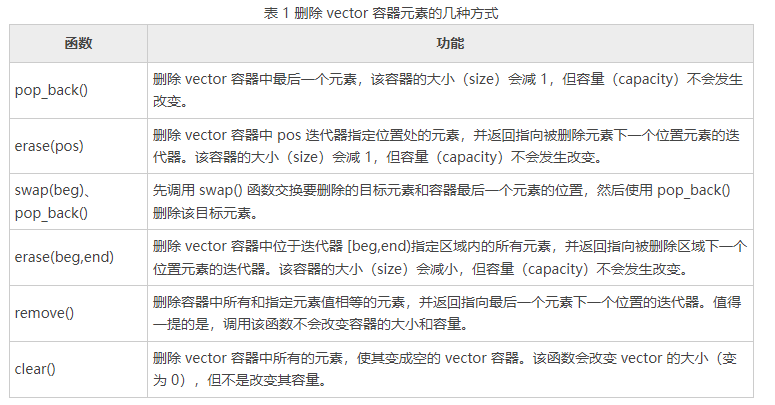 表 1 删除 vector 容器元素的几种方式
函数 功能
pop_back()
删除 vector 容器中最后一个元素，该容器的大小（size）会减 1，但容量（capacity）不会发生
改变。
erase(pos)
删除 vector 容器中 pos 迭代器指定位置处的元素，并返回指向被删除元素下一个位置元素的迭
代器。该容器的大小（size）会减 1，但容量（capacity）不会发生改变。
swap(beg)、
pop_back()
先调用 swap() 函数交换要删除的目标元素和容器最后一个元素的位置，然后使用 pop_back()
删除该目标元素。
erase(beg,end)
删除 vector 容器中位于迭代器 [beg,end)指定区域内的所有元素，并返回指向被删除区域下一个
位置元素的迭代器。该容器的大小（size）会减小，但容量（capacity）不会发生改变。
remove()
删除容器中所有和指定元素值相等的元素，并返回指向最后一个元素下一个位置的迭代器。值得
一提的是，调用该函数不会改变容器的大小和容量。
clear()
删除 vector 容器中所有的元素，使其变成空的 vector 容器。该函数会改变 vector 的大小（变
为 0），但不是改变其容量。